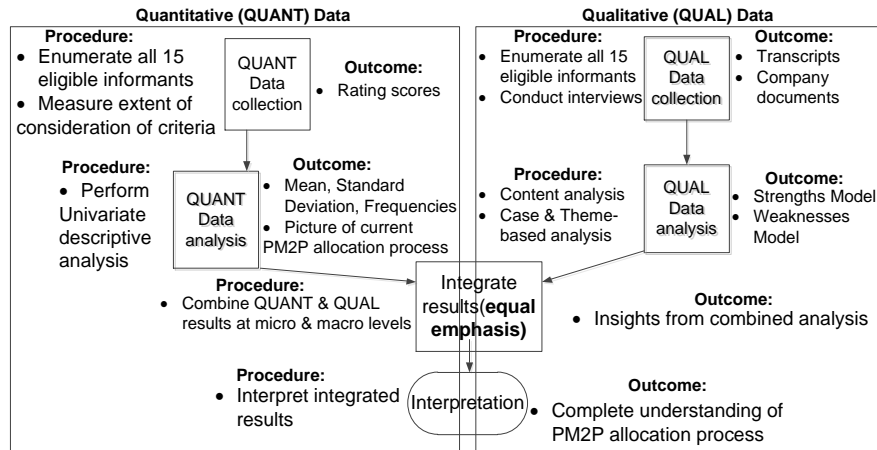 Quantitative (QUANT) Data
Procedure:
• Enumerate all 15
eligible informants
• Measure extent of
consideration of criteria
QUANT
Data
collection
Outcome:
• Rating scores
Procedure:
• Perform
Univariate
descriptive
analysis
QUANT
Data
analysis
Outcome:
• Mean, Standard
Deviation, Frequencies
• Picture of current
PM2P allocation process
Qualitative (QUAL) Data
Procedure:
• Enumerate all 15
eligible informants
• Conduct interviews
QUAL
Data
collection
Outcome:
• Transcripts
• Company
documents
Procedure:
• Content analysis
• Case & Theme-
based analysis
QUAL
Data
analysis
Outcome:
• Strengths Model
• Weaknesses
Model
Procedure:
• Combine QUANT & QUAL
results at micro & macro levels
Integrate
results(equal
emphasis)
Outcome:
• Insights from combined analysis
Procedure:
• Interpret integrated
results
Interpretation
Outcome:
• Complete understanding of
PM2P allocation process